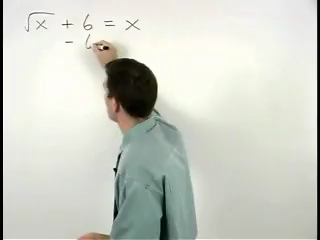 √x + 6 = x
- 6